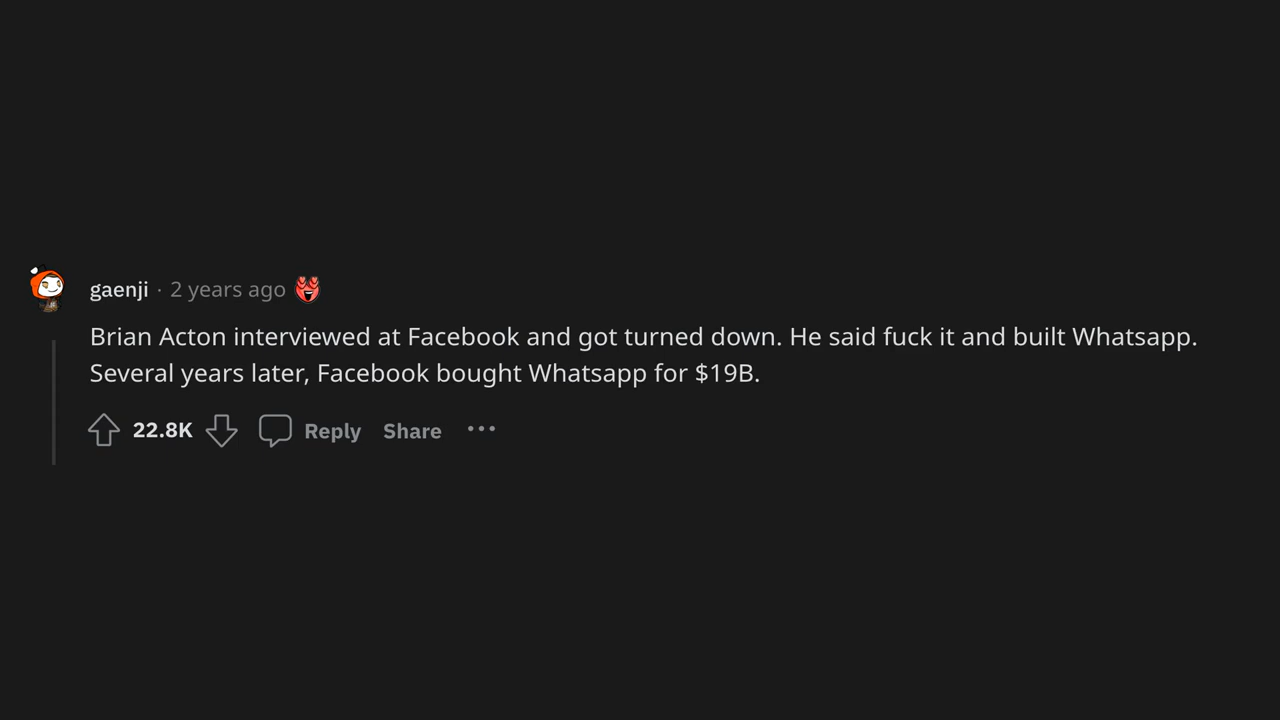 gaenji · 2 years ago
Brian Acton interviewed at Facebook and got turned down. He said fuck it and built Whatsapp.
Several years later, Facebook bought Whatsapp for $19B.
22.8K Reply Share ···